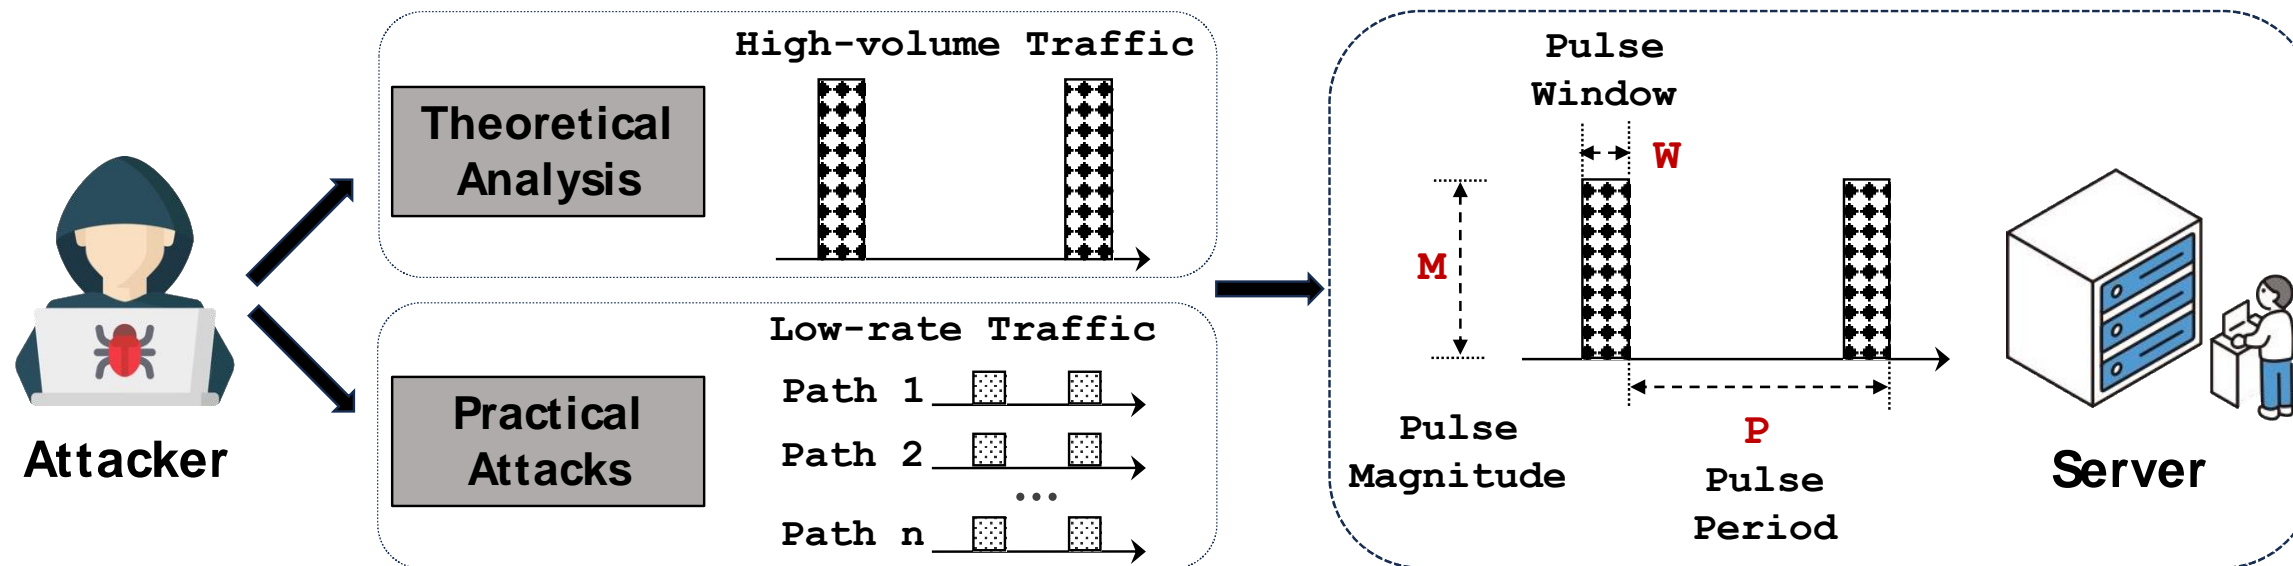 Attacker
Theoretical
Analysis
High-volume Traffic
Practical
Attacks
Low-rate Traffic
Path 1
Path 2
...
Path n
Pulse
Window
W
M
Pulse
Magnitude
P
Pulse
Period
Server